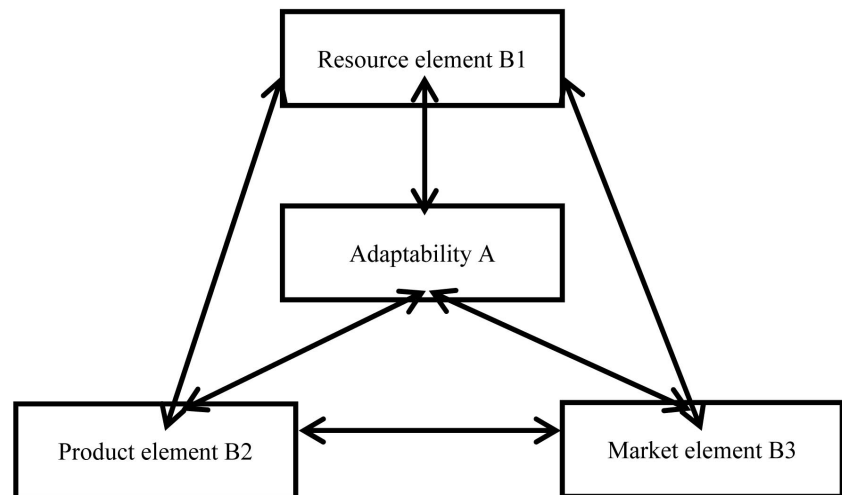 Resource element B1
Adaptability A
Product element B2
Market element B3